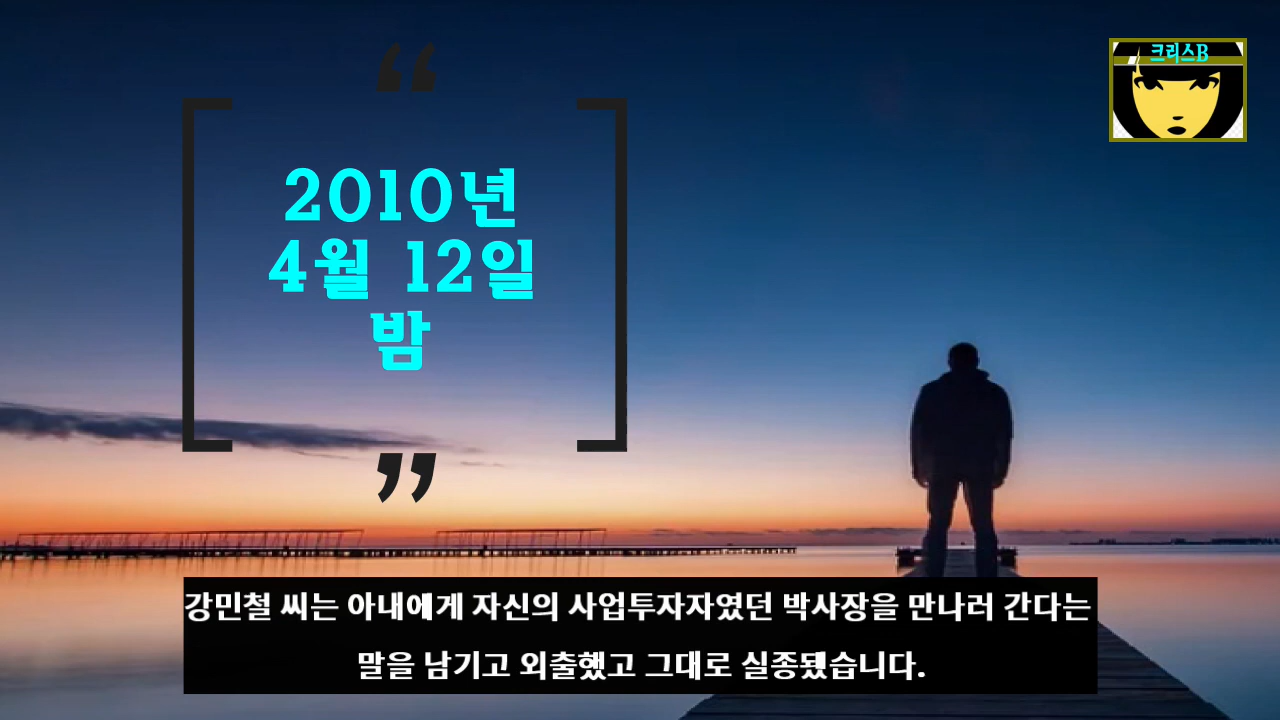 크리스B
“
2010년
4월 12일
밤
”
강민철 씨는 아내에게 자신의 사업투자자였던 박사장을 만나러 간다는
말을 남기고 외출했고 그대로 실종됐습니다.